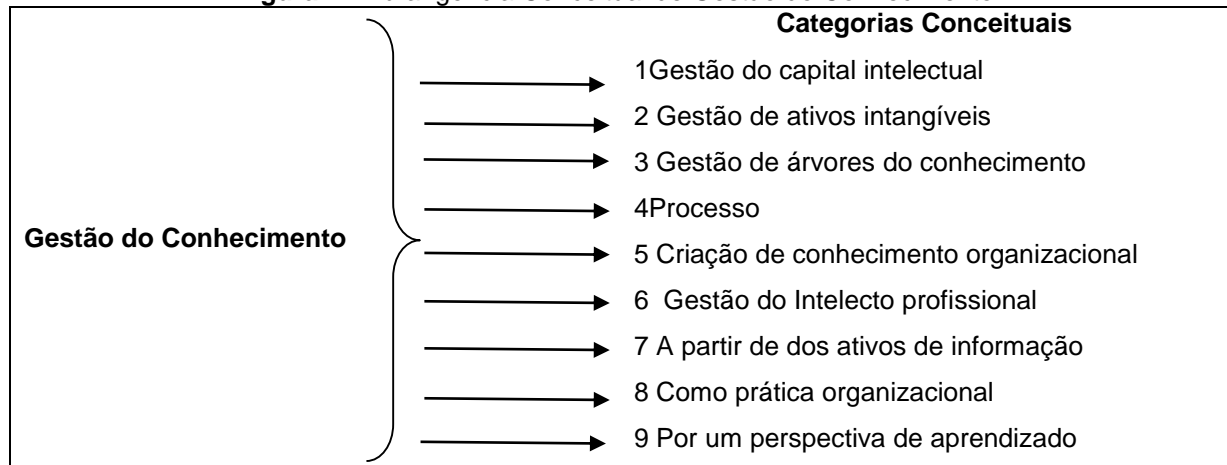 Categorias Conceituais
1Gestão do capital intelectual
2 Gestão de ativos intangíveis
3 Gestão de árvores do conhecimento
4Processo
Gestão do Conhecimento
5 Criação de conhecimento organizacional
6 Gestão do Intelecto profissional
7 A partir de dos ativos de informação
8 Como prática organizacional
9 Por um perspectiva de aprendizado